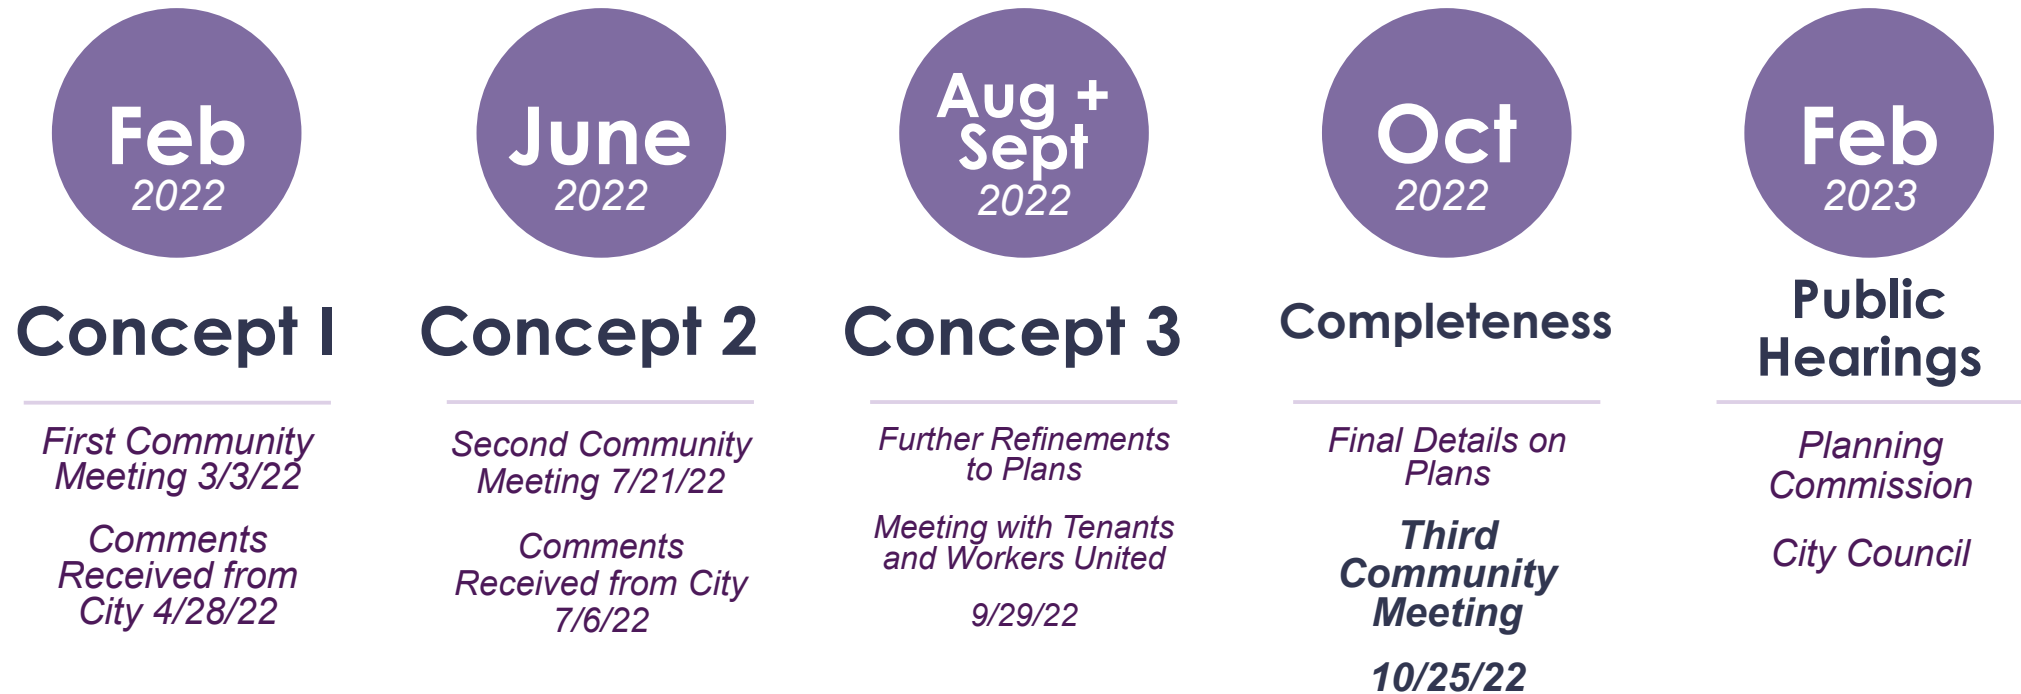 Feb
2022
Concept I
First Community
Meeting 3/3/22
Comments
Received from
City 4/28/22
June
2022
Concept 2
Second Community
Meeting 7/21/22
Comments
Received from City
7/6/22
Aug +
Sept
2022
Concept 3
Further Refinements
to Plans
Meeting with Tenants
and Workers United
9/29/22
Oct
2022
Completeness
Final Details on
Plans
Third
Community
Meeting
10/25/22
Feb
2023
Public
Hearings
Planning
Commission
City Council